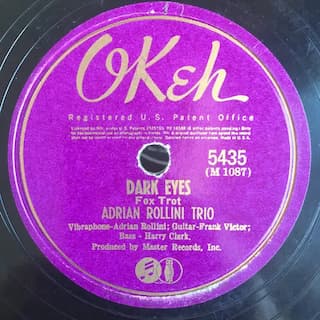 OKeh
Registered U.S. Patent Office
5435
(M 1087)
DARK EYES
Fox Trot
ADRIAN ROLLINI TRIO
Vibraphone-Adrian Rollini; Guitar-Frank Victor;
Bass - Harry Clark.
Produced by Master Records, Inc.